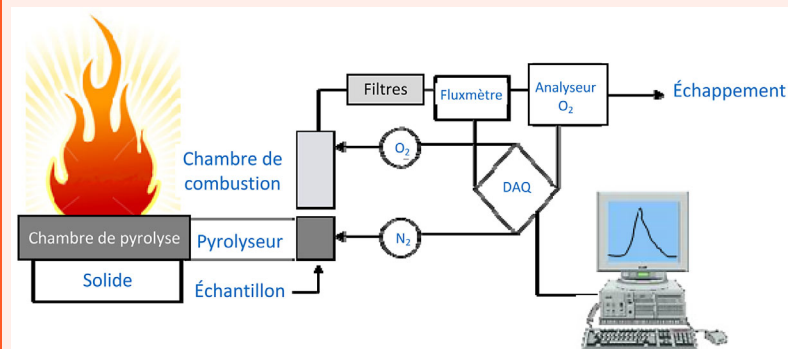 Filtres
Fluxmètre
Analyseur
O₂
Échappement
Chambre de
combustion
O₂
DAQ
Chambre de pyrolyse
Pyrolyseur
N₂
Solide
Échantillon